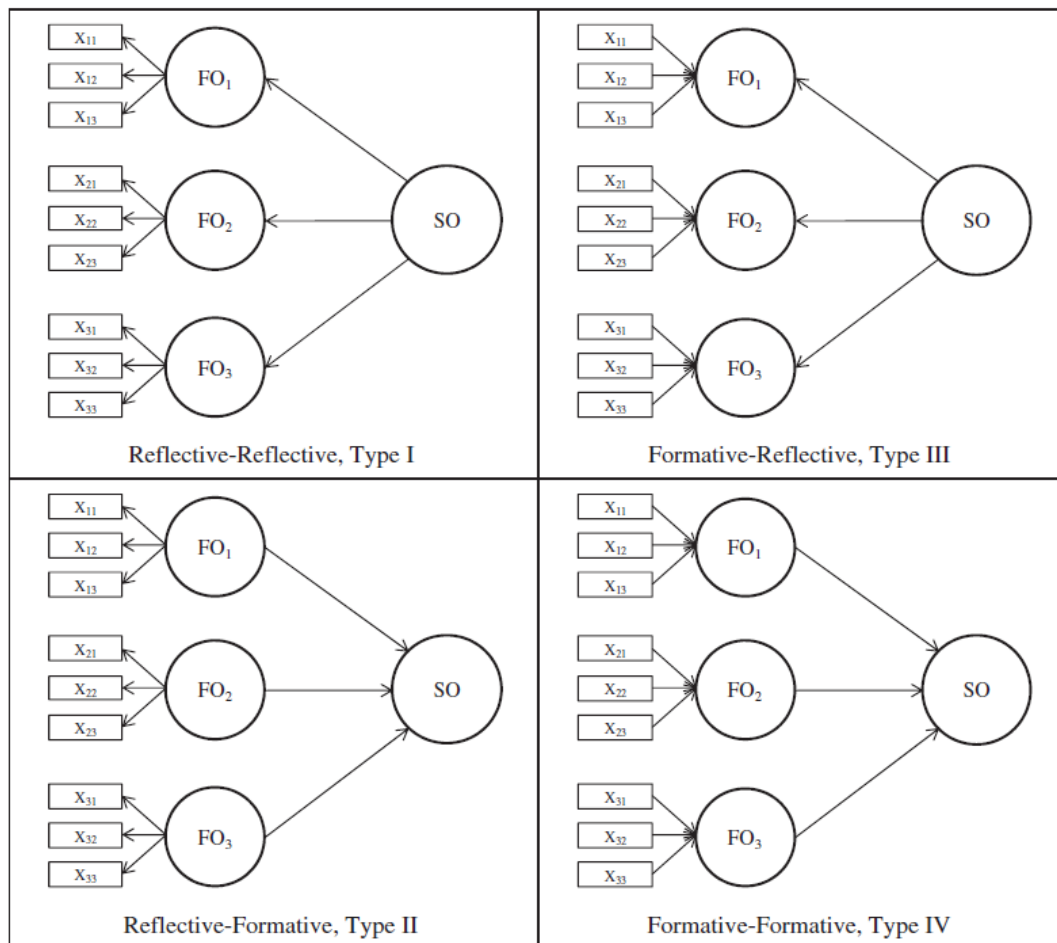 X₁₁
X₁₂
X₁₃
FO₁
X₂₁
X₂₂
X₂₃
FO₂
SO
X₃₁
X₃₂
X₃₃
FO₃
Reflective-Reflective, Type I
X₁₁
X₁₂
X₁₃
FO₁
X₂₁
X₂₂
X₂₃
FO₂
SO
X₃₁
X₃₂
X₃₃
FO₃
Formative-Reflective, Type III
X₁₁
X₁₂
X₁₃
FO₁
X₂₁
X₂₂
X₂₃
FO₂
SO
X₃₁
X₃₂
X₃₃
FO₃
Reflective-Formative, Type II
X₁₁
X₁₂
X₁₃
FO₁
X₂₁
X₂₂
X₂₃
FO₂
SO
X₃₁
X₃₂
X₃₃
FO₃
Formative-Formative, Type IV